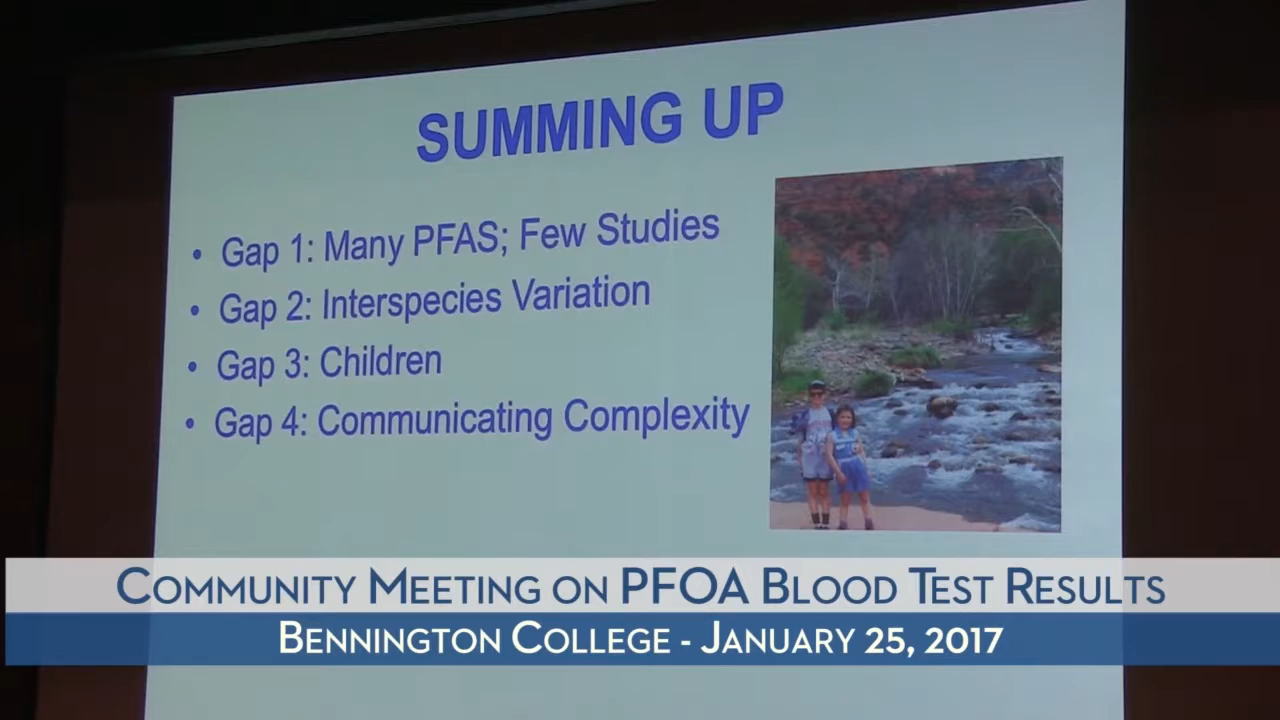 SUMMING UP
• Gap 1: Many PFAS; Few Studies
• Gap 2: Interspecies Variation
• Gap 3: Children
• Gap 4: Communicating Complexity
COMMUNITY MEETING ON PFOA BLOOD TEST RESULTS
BENNINGTON COLLEGE - JANUARY 25, 2017